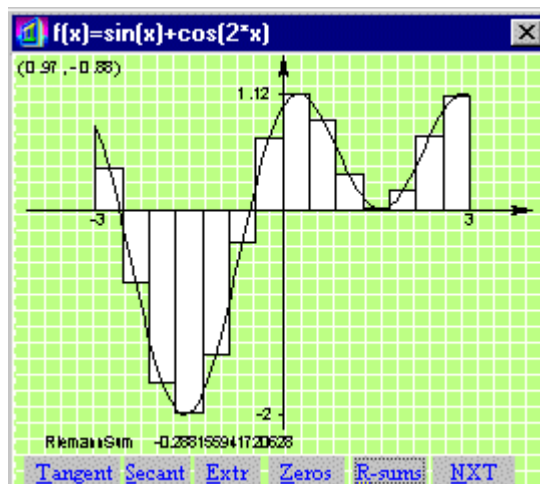 f(x)=sin(x)+cos(2*x)
(0.97 ,-0.88)
1.12
-3 3
-2
RiemannSum -0.288155941720628
Tangent Secant Extr Zeros R-sums NXT